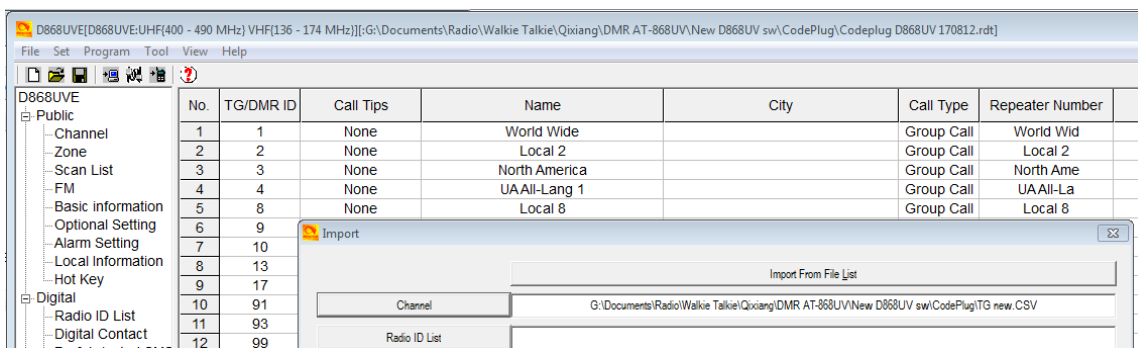 D868UVE[D868UVE:UHF{400 - 490 MHz} VHF{136 - 174 MHz}][:G:\Documents\Radio\Walkie Talkie\Qixiang\DMR AT-868UV\New D868UV sw\CodePlug\Codeplug D868UV 170812.rdt]
File Set Program Tool View Help
D868UVE
Public
Channel
Zone
Scan List
FM
Basic information
Optional Setting
Alarm Setting
Local Information
Hot Key
Digital
Radio ID List
Digital Contact
No. TG/DMR ID Call Tips Name City Call Type Repeater Number
1 1 None World Wide Group Call World Wid
2 2 None Local 2 Group Call Local 2
3 3 None North America Group Call North Ame
4 4 None UA All-Lang 1 Group Call UA All-La
5 8 None Local 8 Group Call Local 8
6 9
7 10
8 13
9 17
10 91
11 93
12 99
Import
Import From File List
Channel G:\Documents\Radio\Walkie Talkie\Qixiang\DMR AT-868UV\New D868UV sw\CodePlug\TG new.CSV
Radio ID List